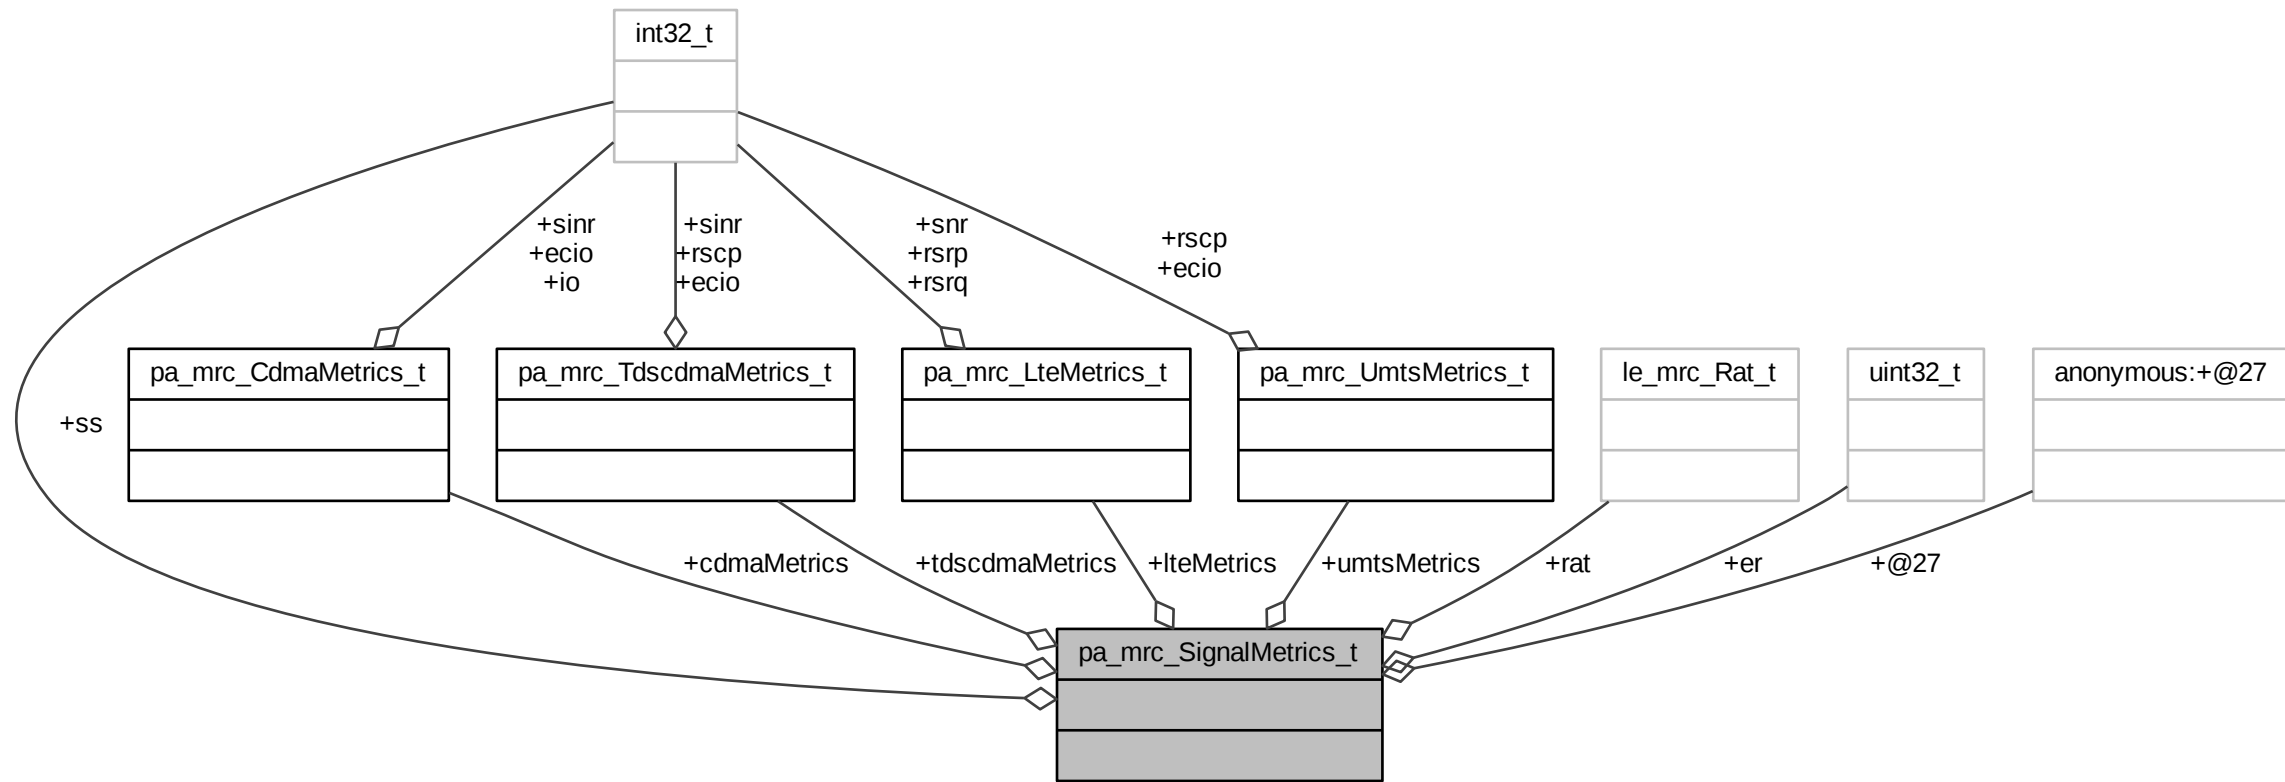 int32_t
+sinr
+ecio
+io
+sinr
+rscp
+ecio
+snr
+rsrp
+rsrq
+rscp
+ecio
+ss
pa_mrc_CdmaMetrics_t
pa_mrc_TdscdmaMetrics_t
pa_mrc_LteMetrics_t
pa_mrc_UmtsMetrics_t
le_mrc_Rat_t
uint32_t
anonymous:+@27
+cdmaMetrics
+tdscdmaMetrics
+lteMetrics
+umtsMetrics
+rat
+er
+@27
pa_mrc_SignalMetrics_t